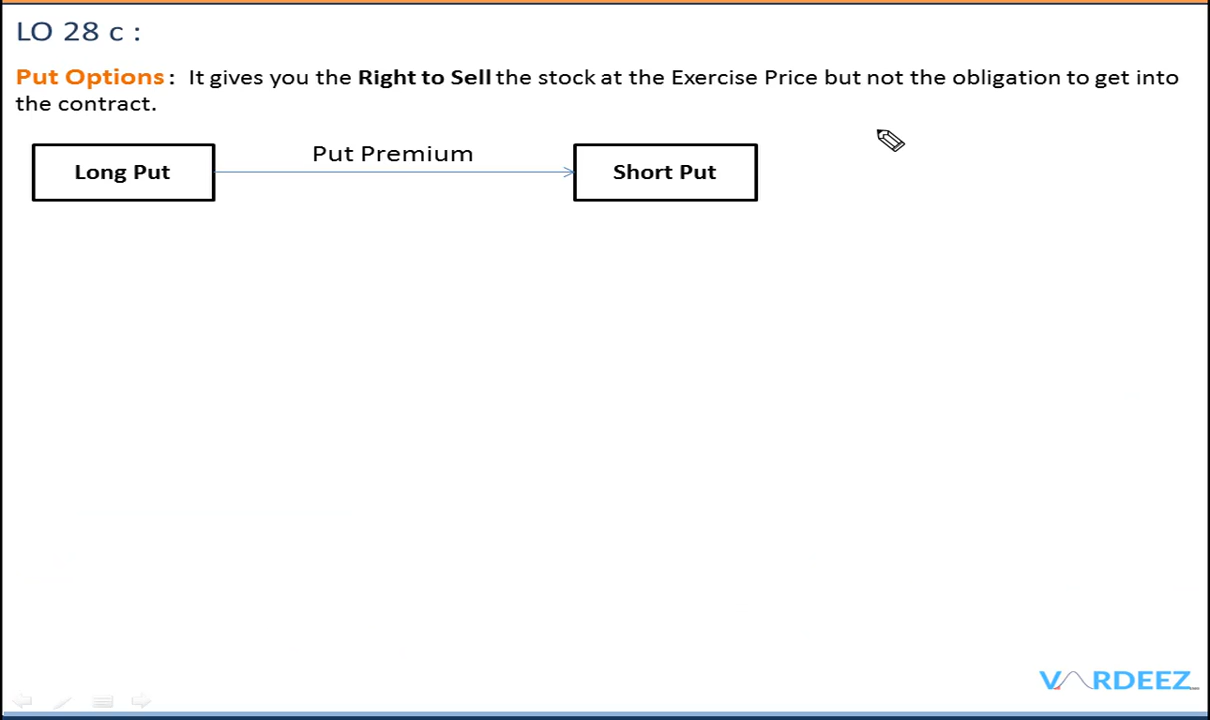 LO 28 c :
Put Options : It gives you the Right to Sell the stock at the Exercise Price but not the obligation to get into
the contract.
Long Put
Put Premium
Short Put
VARDEEZ